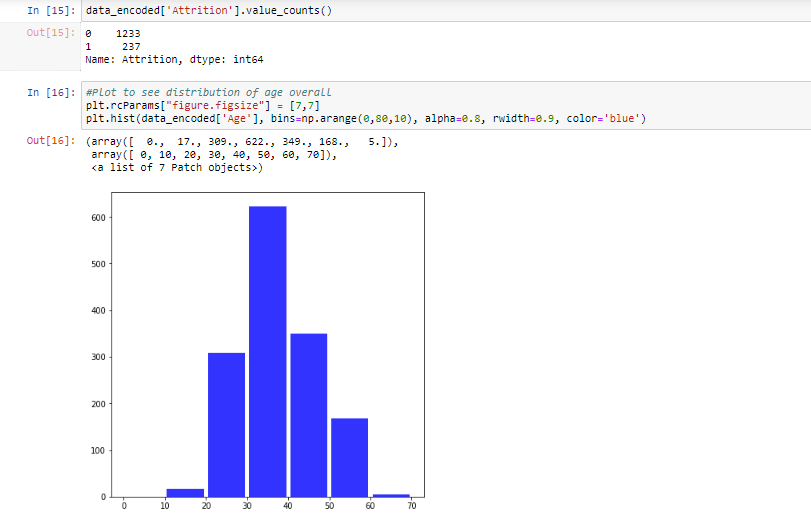 In [15]: data_encoded['Attrition'].value_counts()
Out[15]: 0    1233
1     237
Name: Attrition, dtype: int64
In [16]: #Plot to see distribution of age overall
plt.rcParams["figure.figsize"] = [7,7]
plt.hist(data_encoded['Age'], bins=np.arange(0,80,10), alpha=0.8, rwidth=0.9, color='blue')
Out[16]: (array([  0.,  17., 309., 622., 349., 168.,   5.]),
array([ 0, 10, 20, 30, 40, 50, 60, 70]),
<a list of 7 Patch objects>)
600
500
400
300
200
100
0
0 10 20 30 40 50 60 70